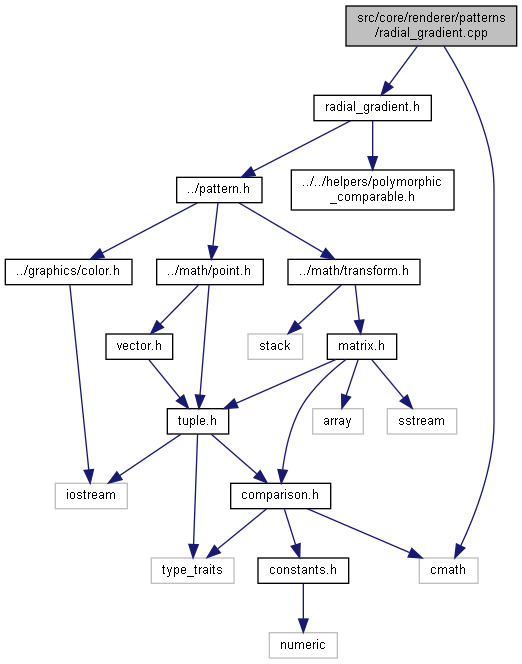 src/core/renderer/patterns
/radial_gradient.cpp
radial_gradient.h
../pattern.h
../../helpers/polymorphic
_comparable.h
../graphics/color.h
../math/point.h
../math/transform.h
vector.h
stack
matrix.h
tuple.h
array
sstream
iostream
comparison.h
type_traits
constants.h
cmath
numeric